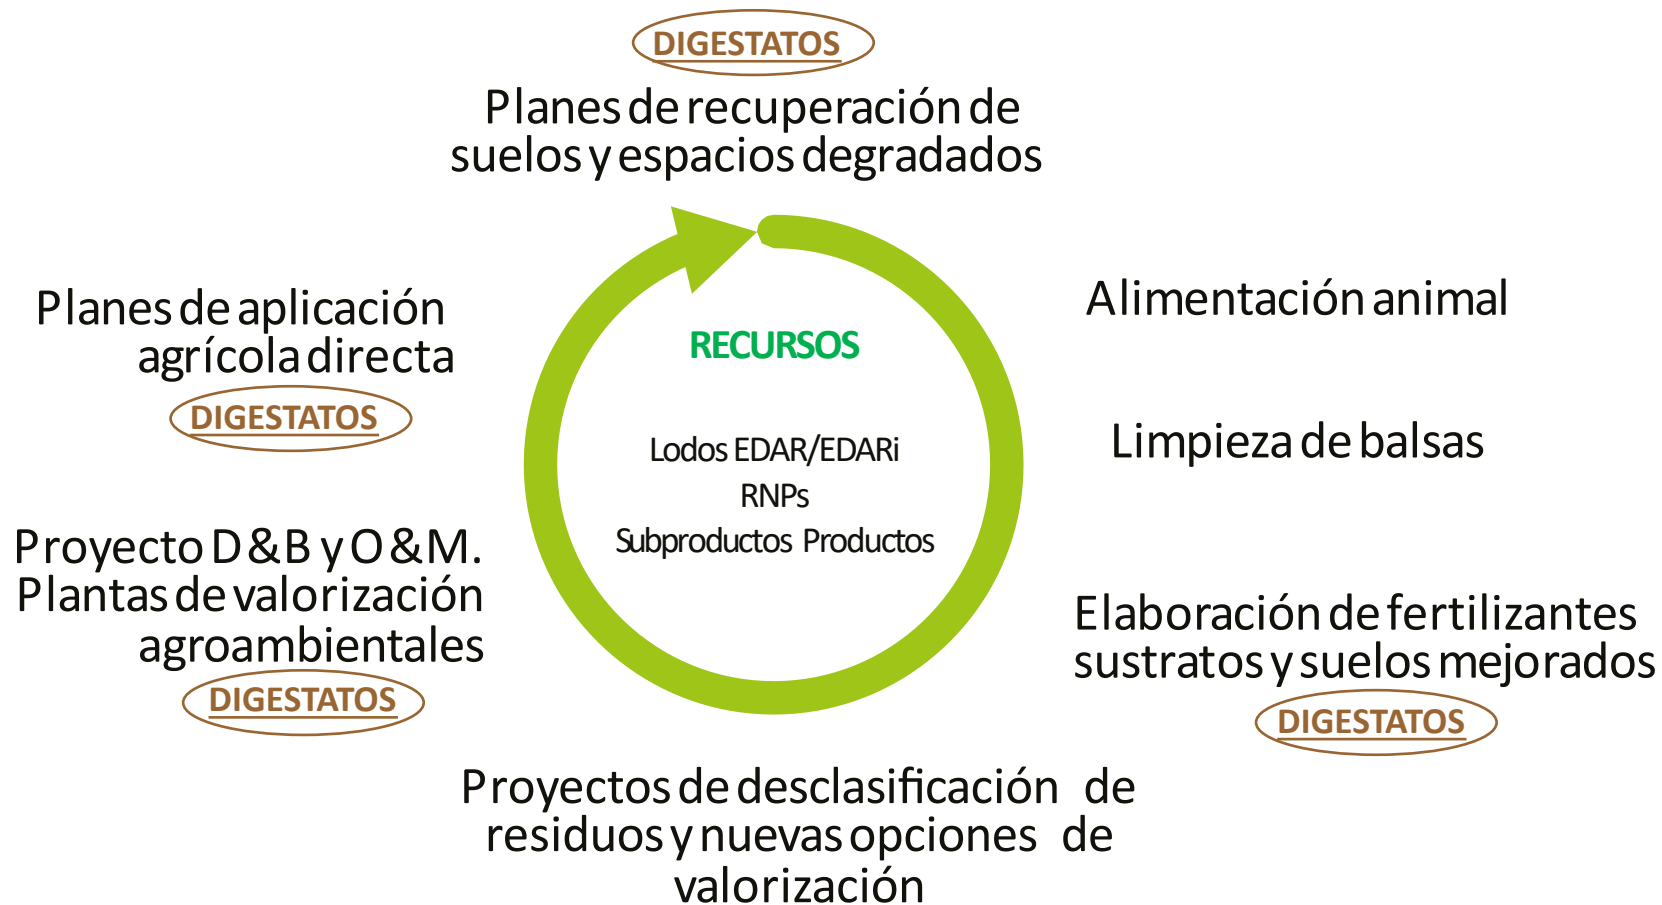 DIGESTATOS
Planes de recuperación de
suelos y espacios degradados
Planes de aplicación
agrícola directa
DIGESTATOS
Proyecto D&B y O&M.
Plantas de valorización
agroambientales
DIGESTATOS
RECURSOS
Lodos EDAR/EDARi
RNPs
Subproductos Productos
Alimentación animal
Limpieza de balsas
Elaboración de fertilizantes
sustratos y suelos mejorados
DIGESTATOS
Proyectos de desclasificación de
residuos y nuevas opciones de
valorización